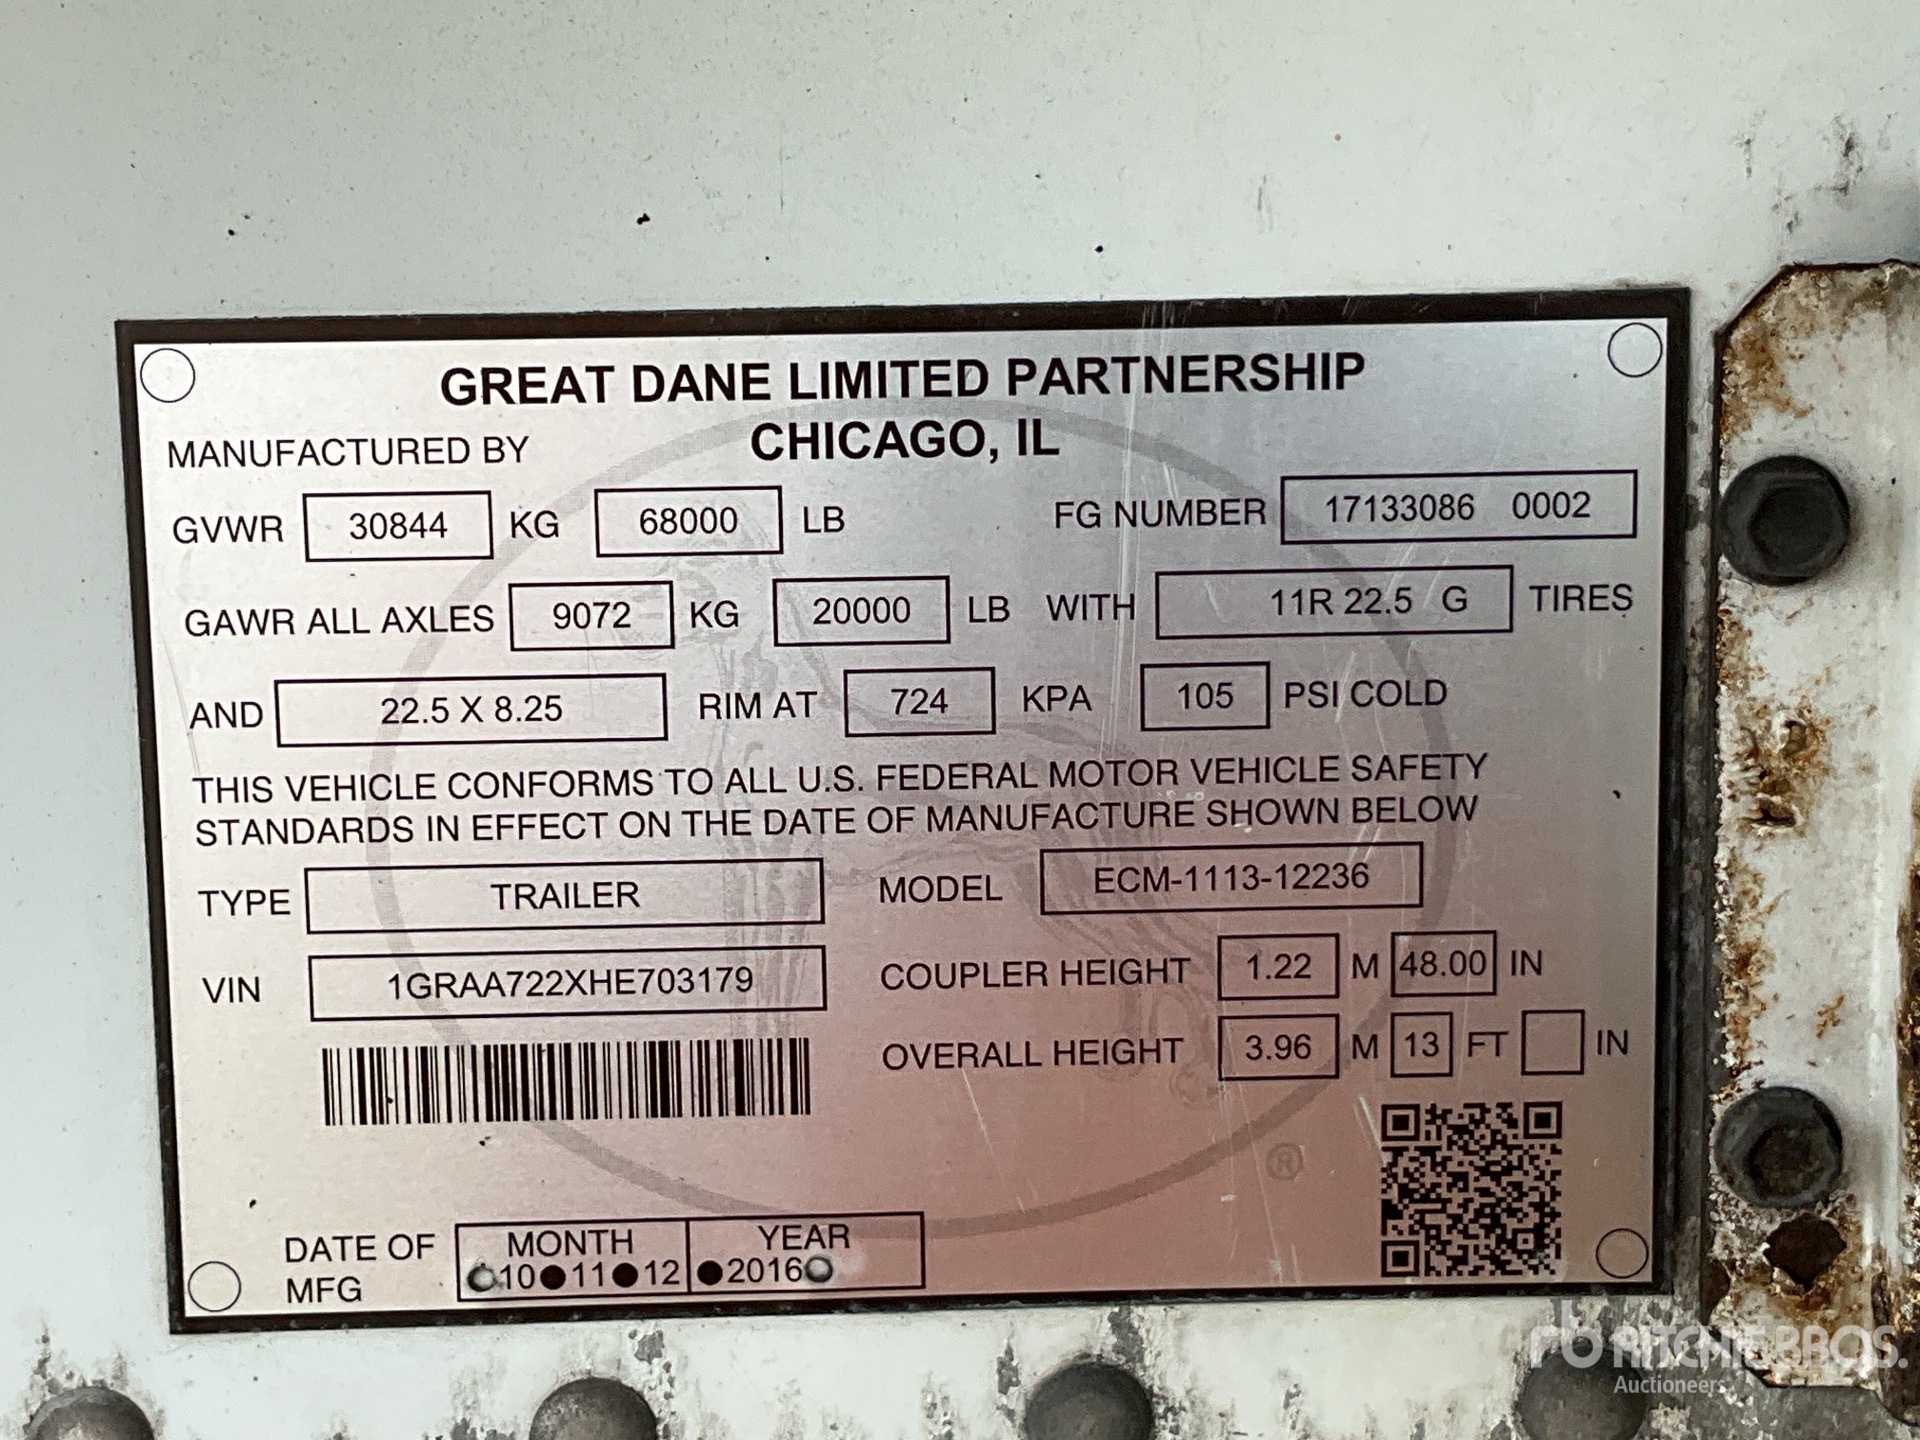 GREAT DANE LIMITED PARTNERSHIP
MANUFACTURED BY CHICAGO, IL
GVWR 30844 KG 68000 LB FG NUMBER 17133086 0002
GAWR ALL AXLES 9072 KG 20000 LB WITH 11R 22.5 G TIRES
AND 22.5 X 8.25 RIM AT 724 KPA 105 PSI COLD
THIS VEHICLE CONFORMS TO ALL U.S. FEDERAL MOTOR VEHICLE SAFETY
STANDARDS IN EFFECT ON THE DATE OF MANUFACTURE SHOWN BELOW
TYPE TRAILER MODEL ECM-1113-12236
VIN 1GRAA722XHE703179 COUPLER HEIGHT 1.22 M 48.00 IN
OVERALL HEIGHT 3.96 M 13 FT IN
®
DATE OF MONTH YEAR
MFG 10 11 12 2016
rb RITCHIE BROS.
Auctioneers